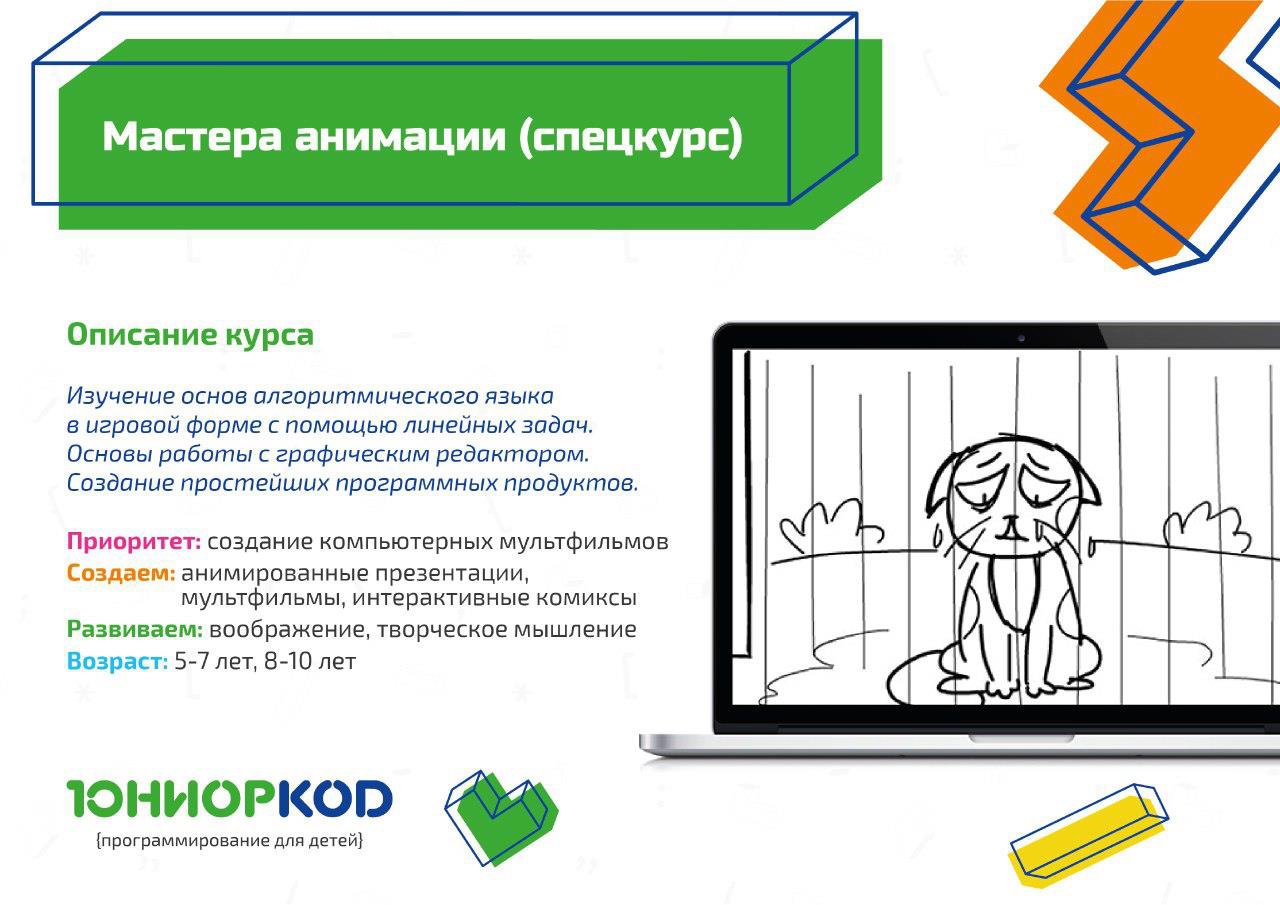 Мастера анимации (спецкурс)
Описание курса
Изучение основ алгоритмического языка
в игровой форме с помощью линейных задач.
Основы работы с графическим редактором.
Создание простейших программных продуктов.
Приоритет: создание компьютерных мультфильмов
Создаем: анимированные презентации,
мультфильмы, интерактивные комиксы
Развиваем: воображение, творческое мышление
Возраст: 5-7 лет, 8-10 лет
ЮНИОРКОД
{программирование для детей}